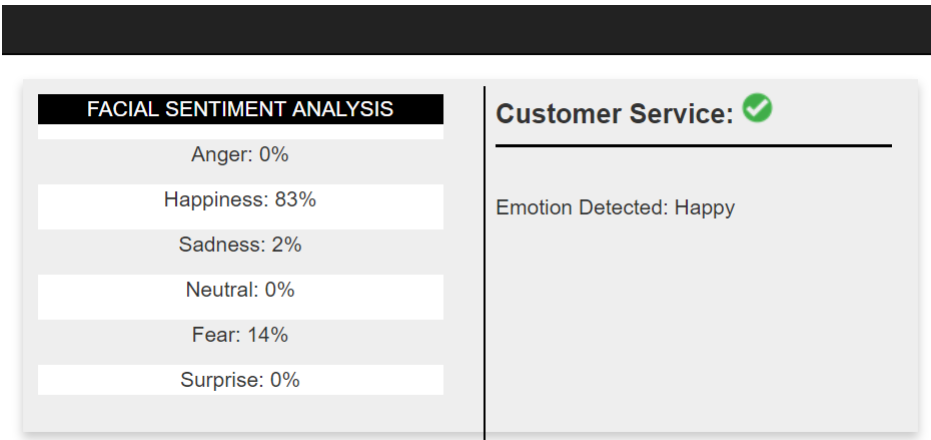 FACIAL SENTIMENT ANALYSIS
Anger: 0%
Happiness: 83%
Sadness: 2%
Neutral: 0%
Fear: 14%
Surprise: 0%
Customer Service:
Emotion Detected: Happy